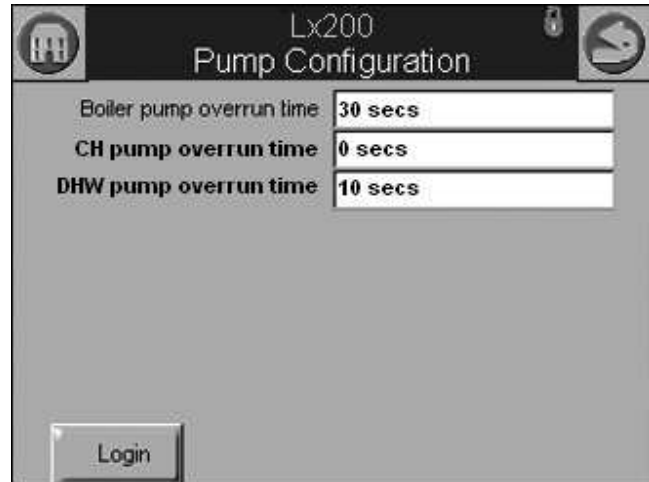 Lx200
Pump Configuration
Boiler pump overrun time 30 secs
CH pump overrun time 0 secs
DHW pump overrun time 10 secs
Login